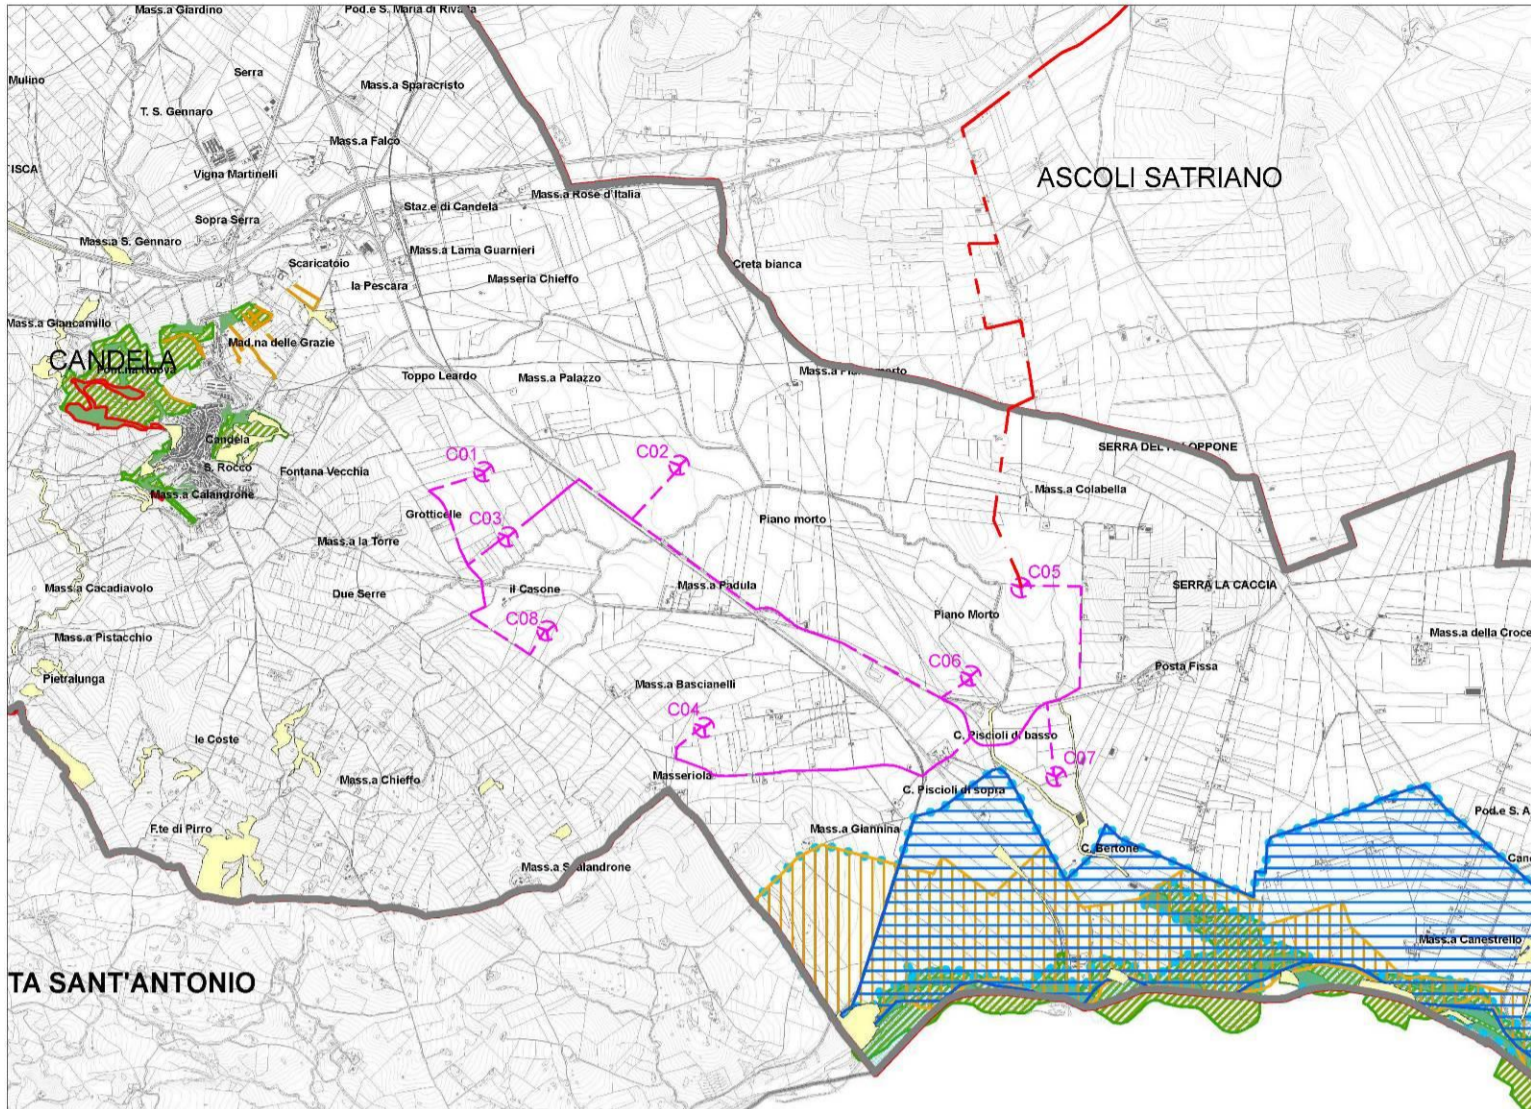 Mass.a Giardino
Pod.e S. Maria di Rivalta
Mulino
Serra
Mass.a Sparacristo
T. S. Gennaro
Mass.a Falco
Vigna Martinelli
ASCOLI SATRIANO
Mass.a Rose d'Italia
Staz.e di Candela
Sopra Serra
Mass.a S. Gennaro
Mass.a Lama Guarnieri
Scaricatoio
Creta bianca
Masseria Chieffo
la Pescara
Mass.a Giancamillo
Mad.na delle Grazie
CANDELA
Toppo Leardo
Mass.a Palazzo
Candela
SERRA DEL
OPPONE
C01
C02
S. Rocco
Fontana Vecchia
Mass.a Colabella
Mass.a Calandrone
Grotticelle
C03
Piano morto
Mass.a la Torre
C05
Mass.a Padula
SERRA LA CACCIA
Mass.a Cacadiavolo
Due Serre
il Casone
Piano Morto
C08
Mass.a della Croce
Mass.a Pistacchio
C06
Posta Fissa
Pietralunga
Mass.a Bascianelli
C04
le Coste
C. Piscioli di basso
C07
Mass.a Chieffo
Masseriola
C. Piscioli di sopra
Pod.e S. A
F.te di Pirro
Mass.a Giannina
C. Bertone
Mass.a Scalandrone
Mass.a Canestrello
TA SANT'ANTONIO